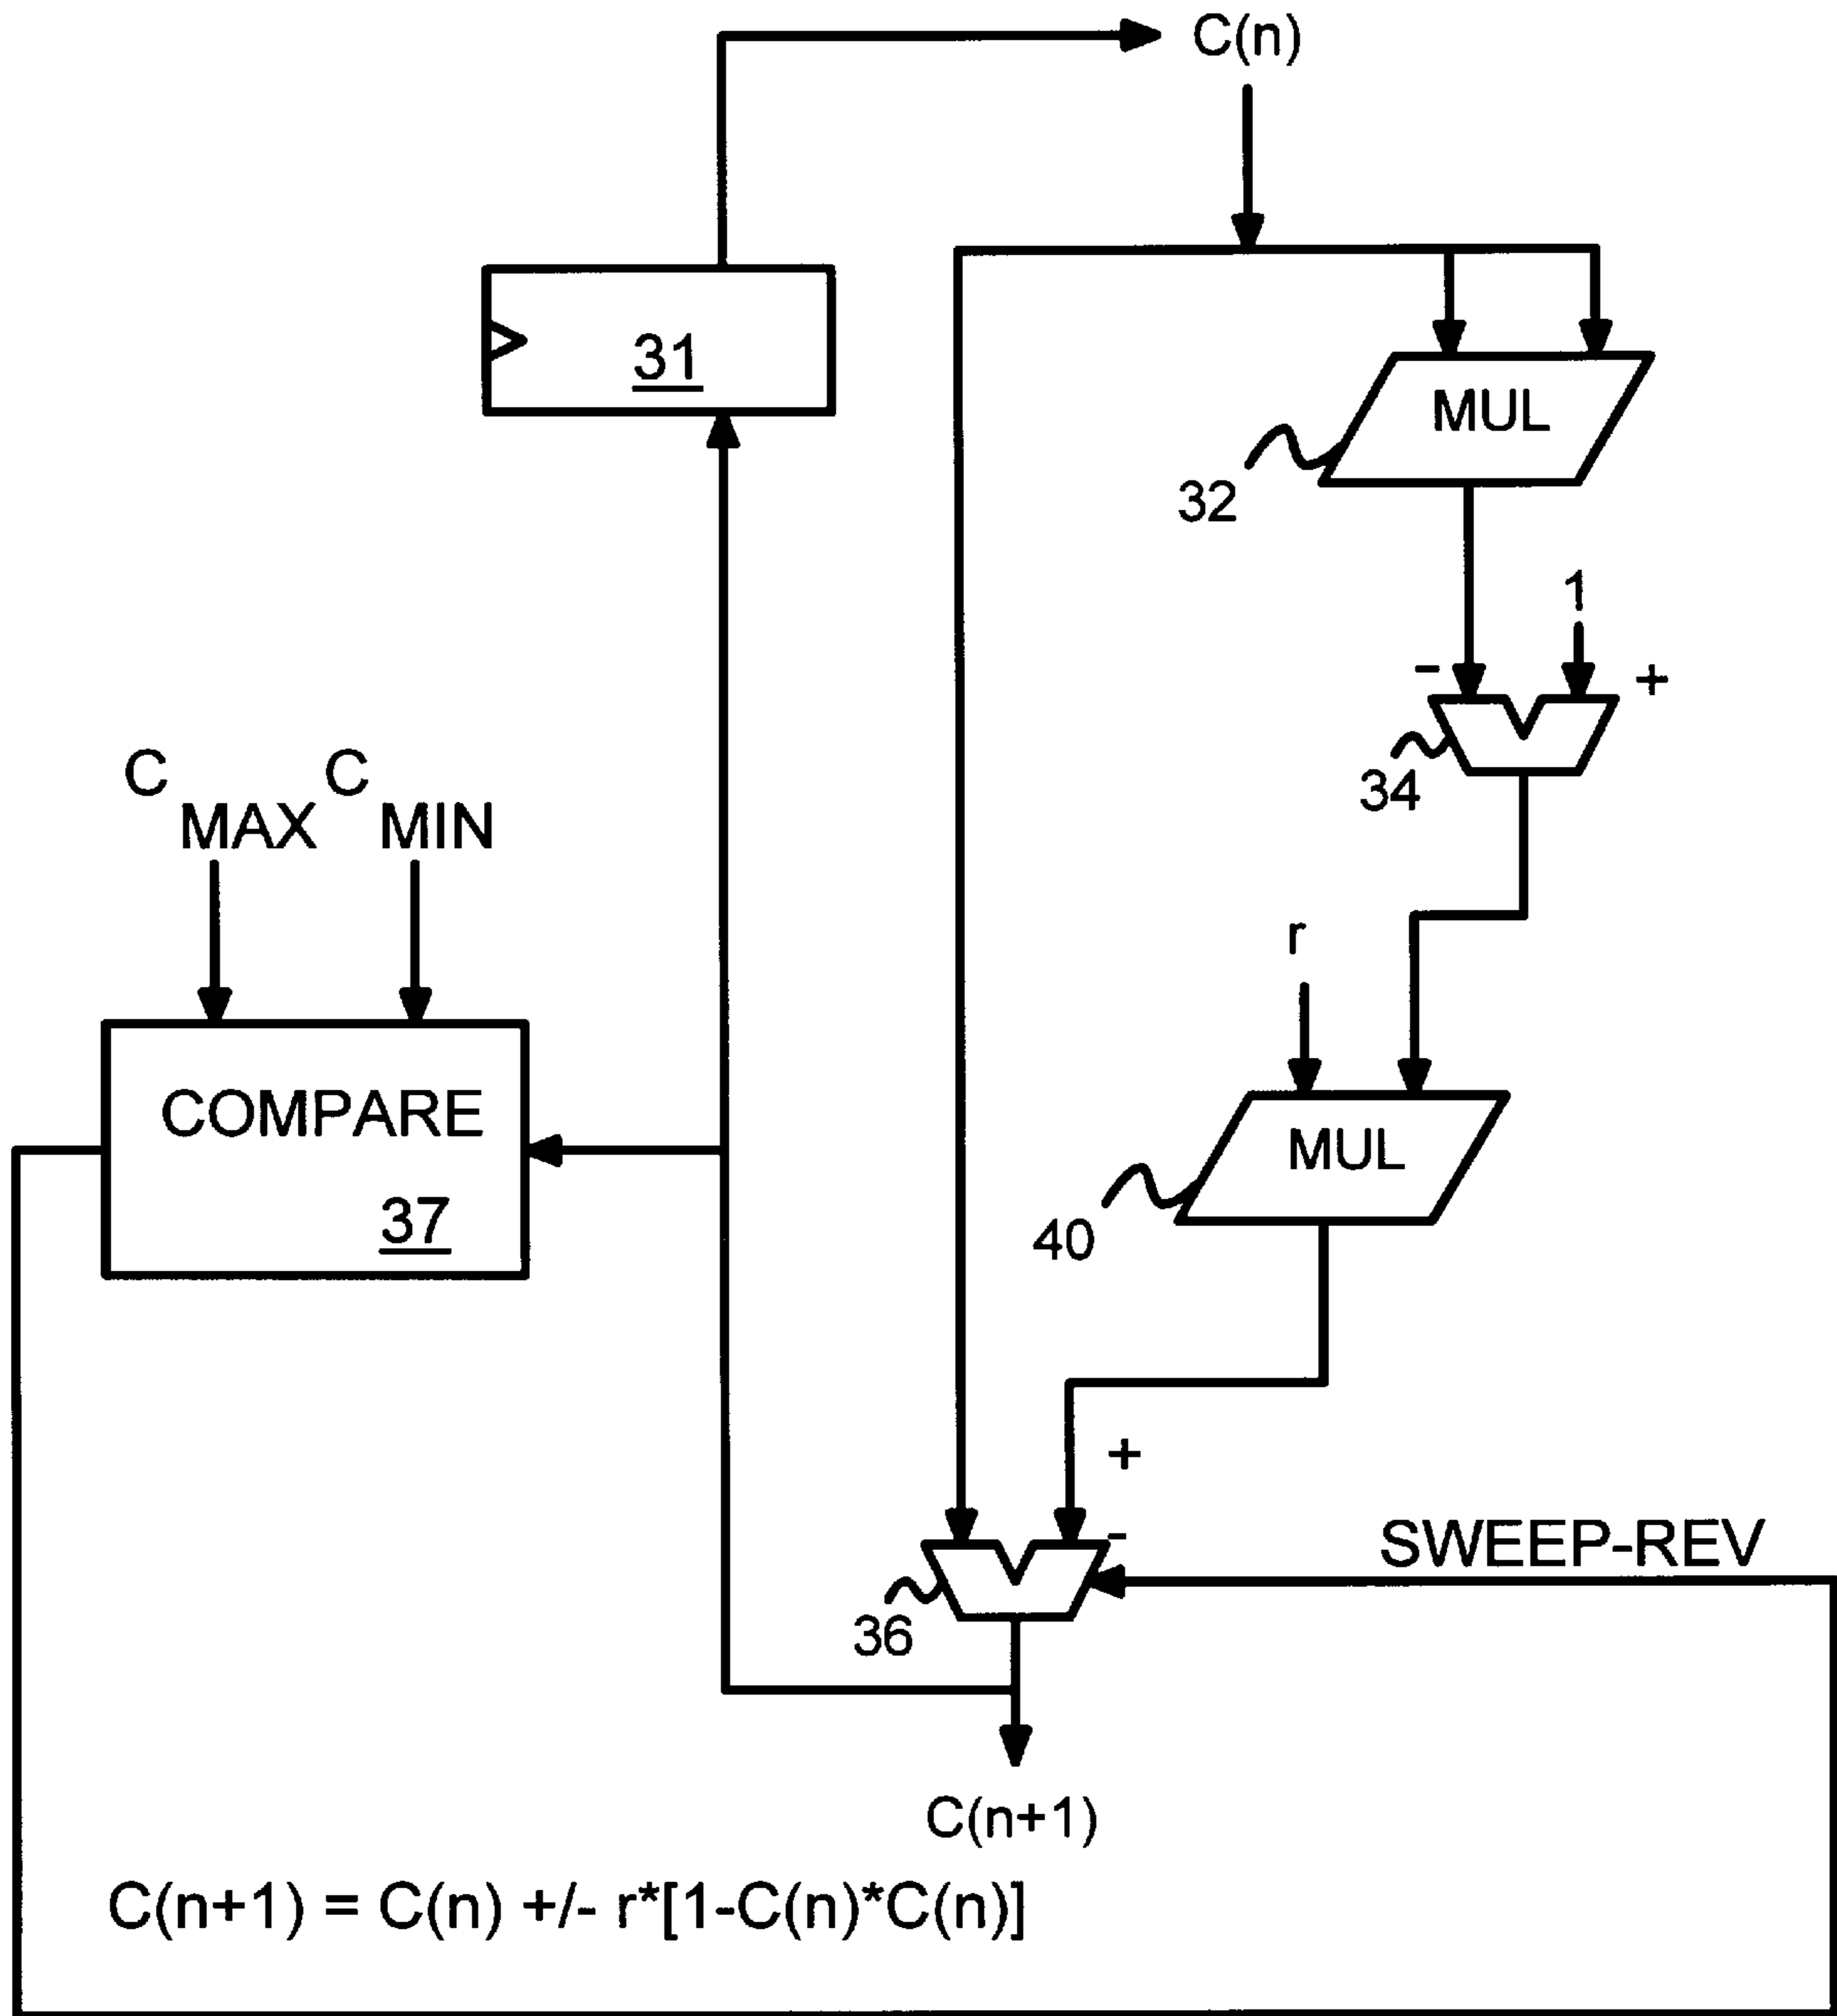 C(n)
31
MUL
32
1
-
+
34
C MAX C MIN
r
COMPARE
37
MUL
40
+
-
SWEEP-REV
36
C(n+1)
C(n+1) = C(n) +/- r*[1-C(n)*C(n)]